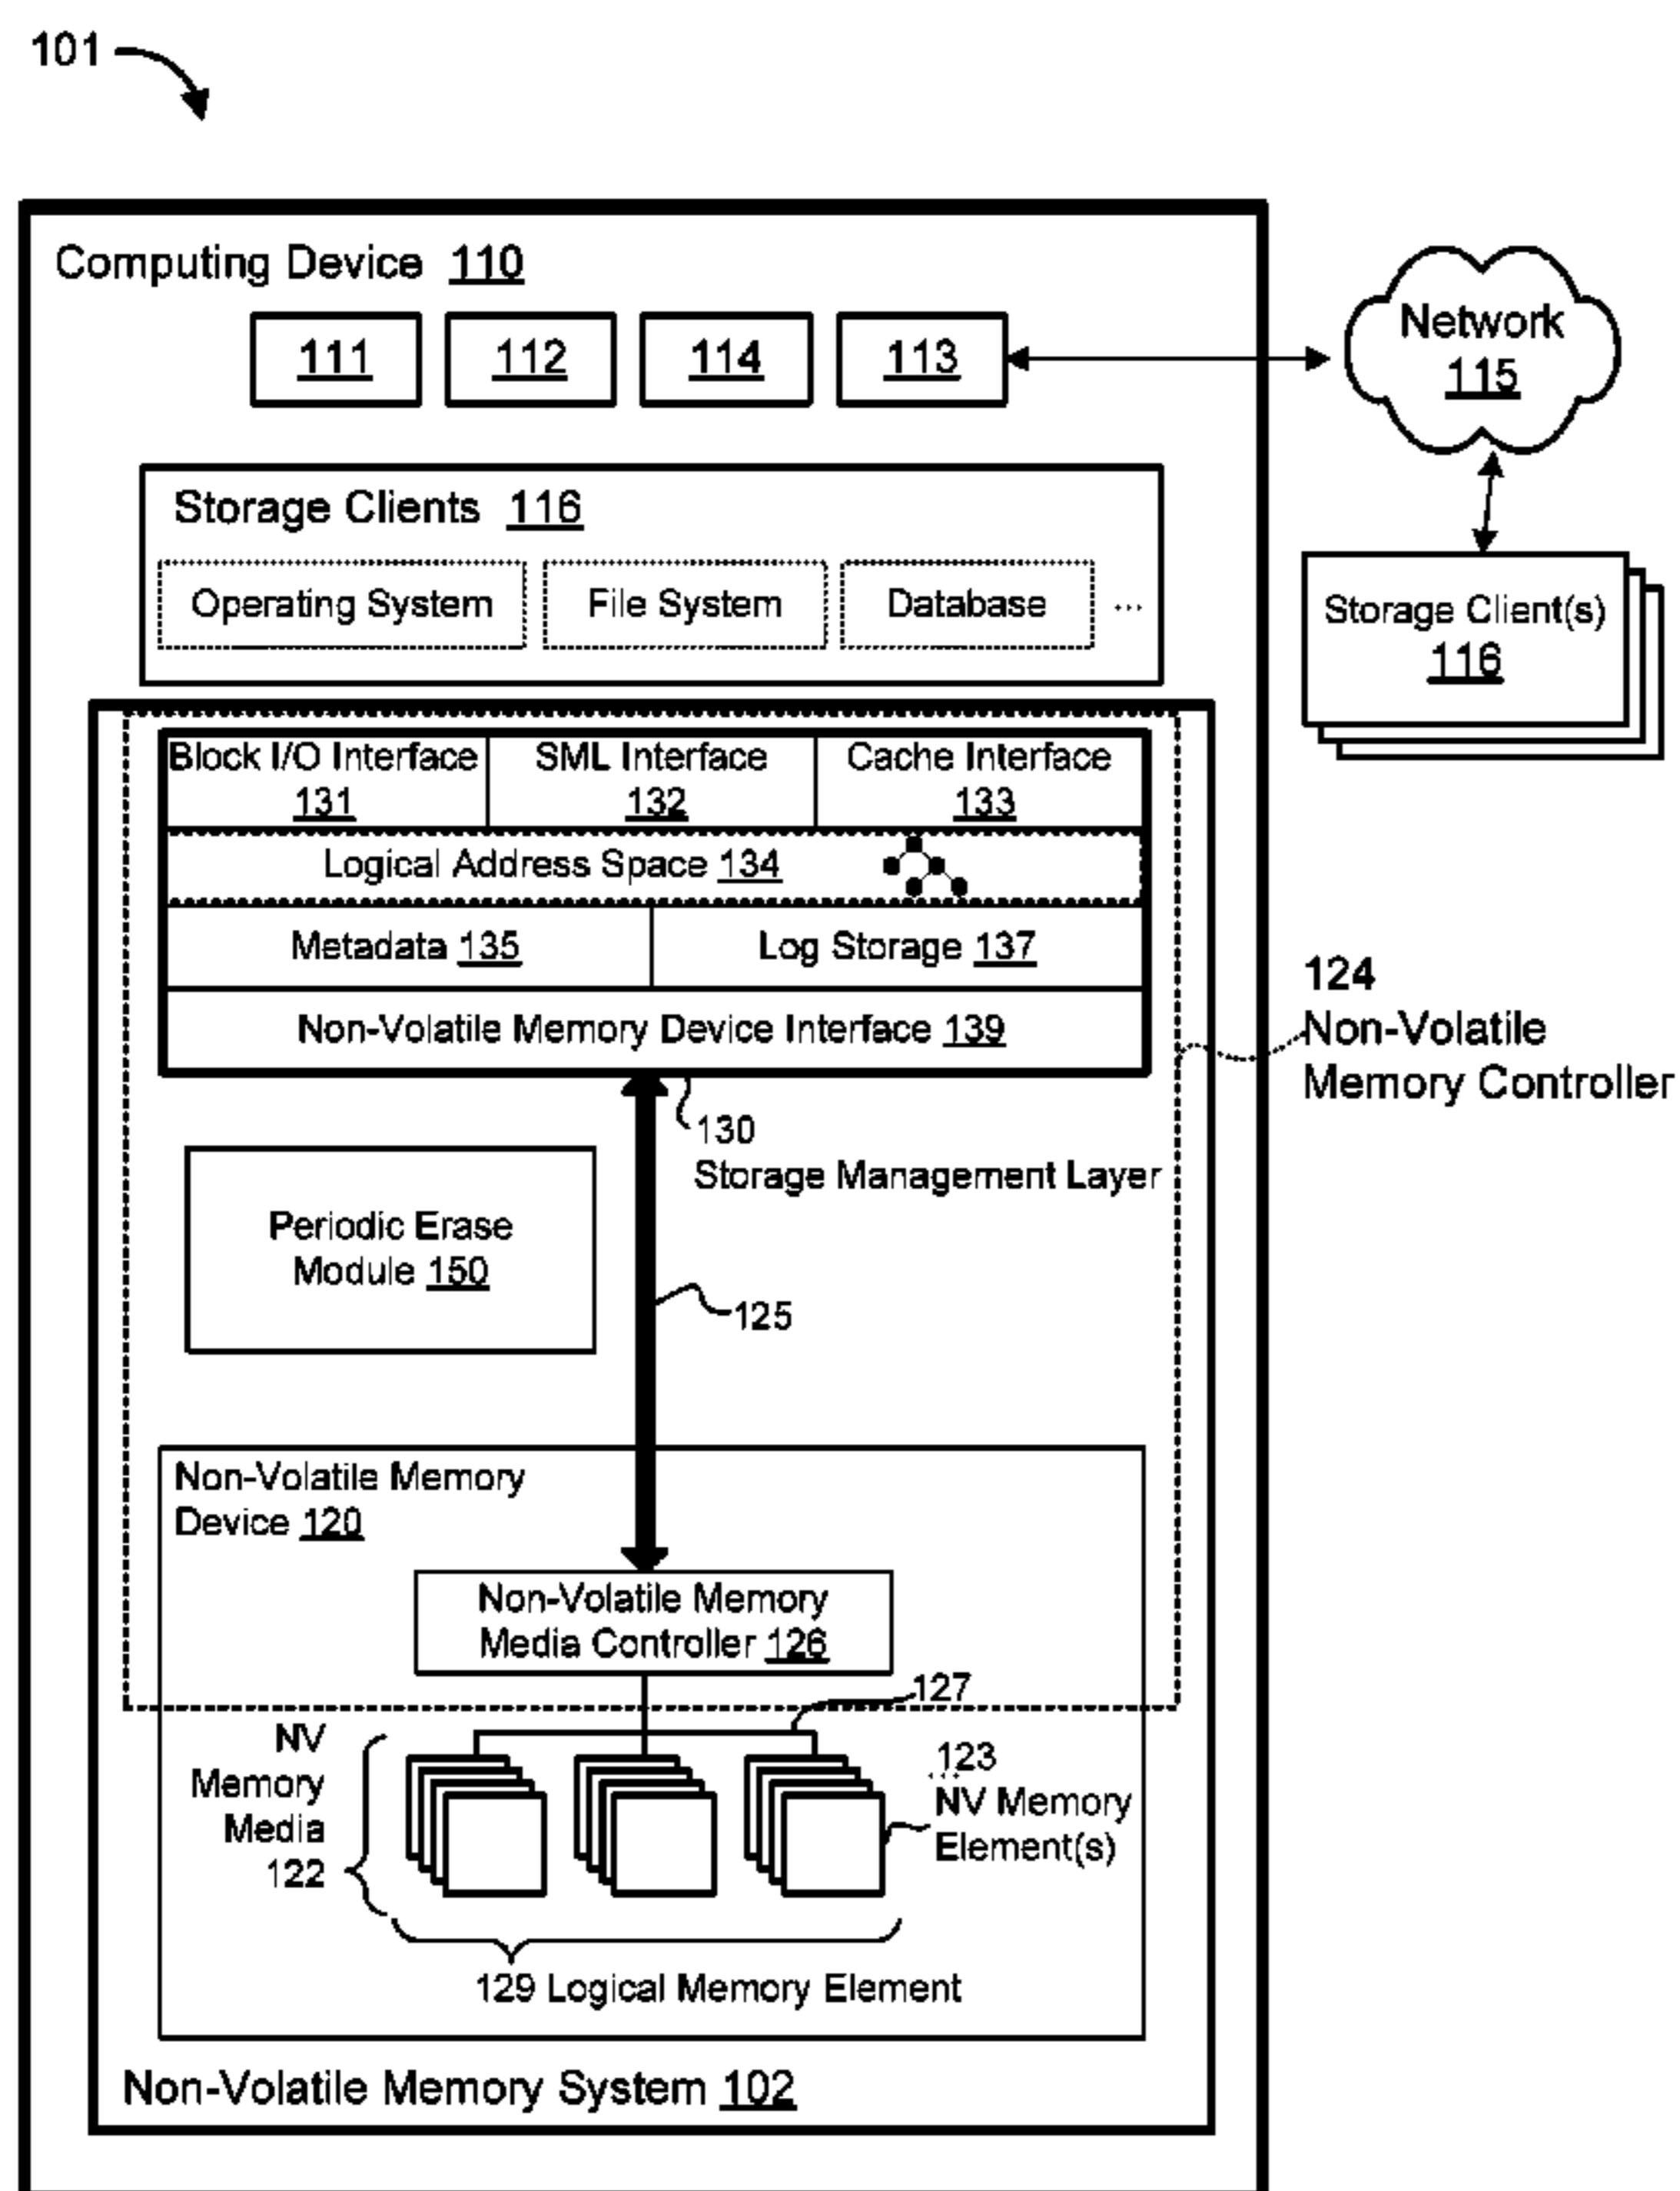 101
Computing Device 110
111
112
114
113
Network
115
Storage Clients 116
Operating System
File System
Database
...
Storage Client(s)
116
Block I/O Interface
131
SML Interface
132
Cache Interface
133
Logical Address Space 134
Metadata 135
Log Storage 137
Non-Volatile Memory Device Interface 139
124
Non-Volatile
Memory Controller
130
Storage Management Layer
Periodic Erase
Module 150
125
Non-Volatile Memory
Device 120
Non-Volatile Memory
Media Controller 126
127
NV
Memory
Media
122
...
123
NV Memory
Element(s)
129 Logical Memory Element
Non-Volatile Memory System 102